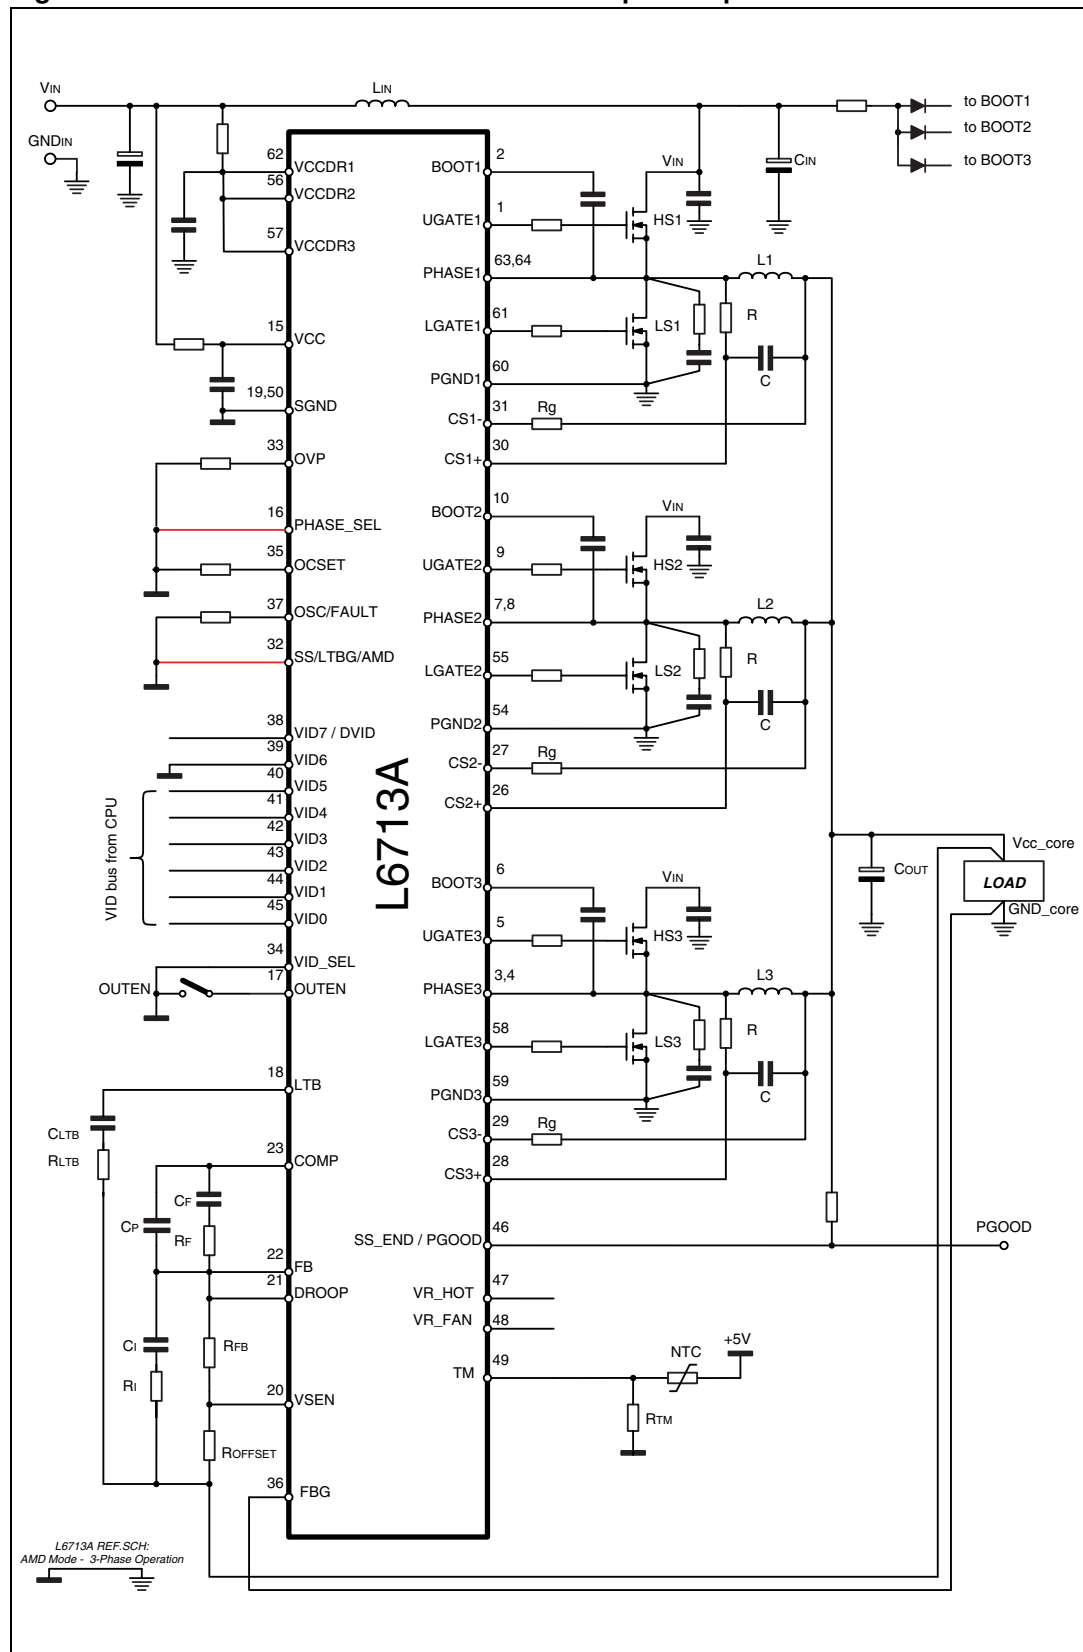 VIN
LIN
to BOOT1
to BOOT2
to BOOT3
GNDIN
CIN
62
VCCDR1
56
VCCDR2
57
VCCDR3
15
VCC
19,50
SGND
33
OVP
16
PHASE_SEL
35
OCSET
37
OSC/FAULT
32
SS/LTBG/AMD
38
VID7 / DVID
39
VID6
40
VID5
41
VID4
42
VID3
43
VID2
44
VID1
45
VID0
VID bus from CPU
34
VID_SEL
17
OUTEN
OUTEN
18
LTB
CLTB
RLTB
23
COMP
CF
CP
RF
22
FB
21
DROOP
CI
RFB
RI
20
VSEN
ROFFSET
36
FBG
L6713A
2
BOOT1
VIN
1
UGATE1
HS1
63,64
PHASE1
L1
61
LGATE1
LS1
R
60
PGND1
C
31
CS1-
Rg
30
CS1+
10
BOOT2
VIN
9
UGATE2
HS2
7,8
PHASE2
L2
55
LGATE2
LS2
R
54
PGND2
C
27
CS2-
Rg
26
CS2+
6
BOOT3
VIN
5
UGATE3
HS3
3,4
PHASE3
L3
58
LGATE3
LS3
R
59
PGND3
C
29
CS3-
Rg
28
CS3+
Vcc_core
COUT
LOAD
GND_core
46
SS_END / PGOOD
PGOOD
47
VR_HOT
48
VR_FAN
49
TM
NTC
+5V
RTM
L6713A REF.SCH:
AMD Mode - 3-Phase Operation